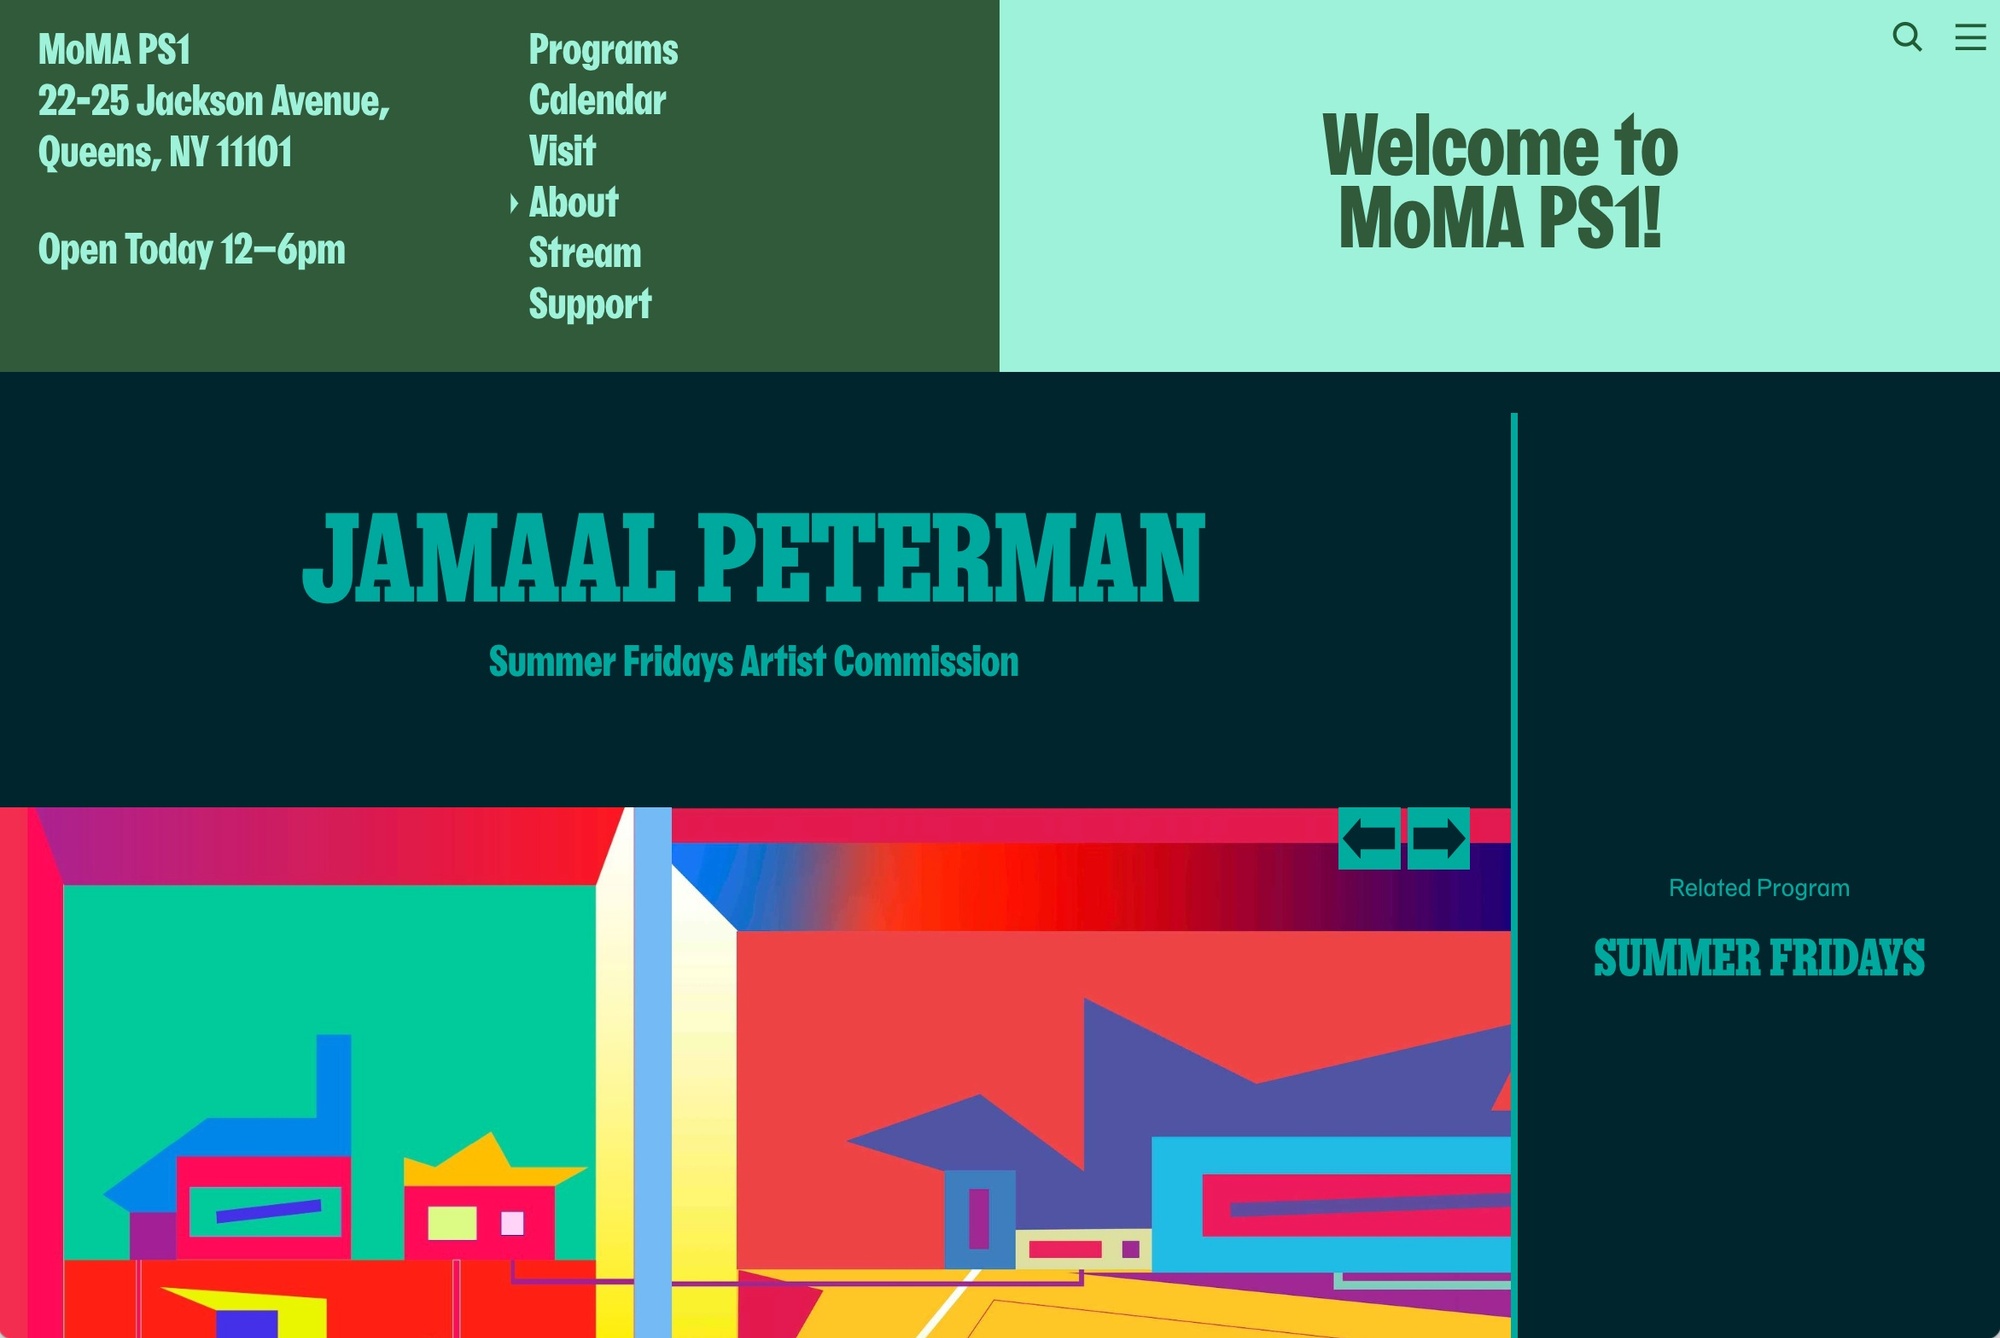 MoMA PS1
22-25 Jackson Avenue,
Queens, NY 11101
Open Today 12–6pm
Programs
Calendar
Visit
About
Stream
Support
Welcome to
MoMA PS1!
JAMAAL PETERMAN
Summer Fridays Artist Commission
Related Program
SUMMER FRIDAYS